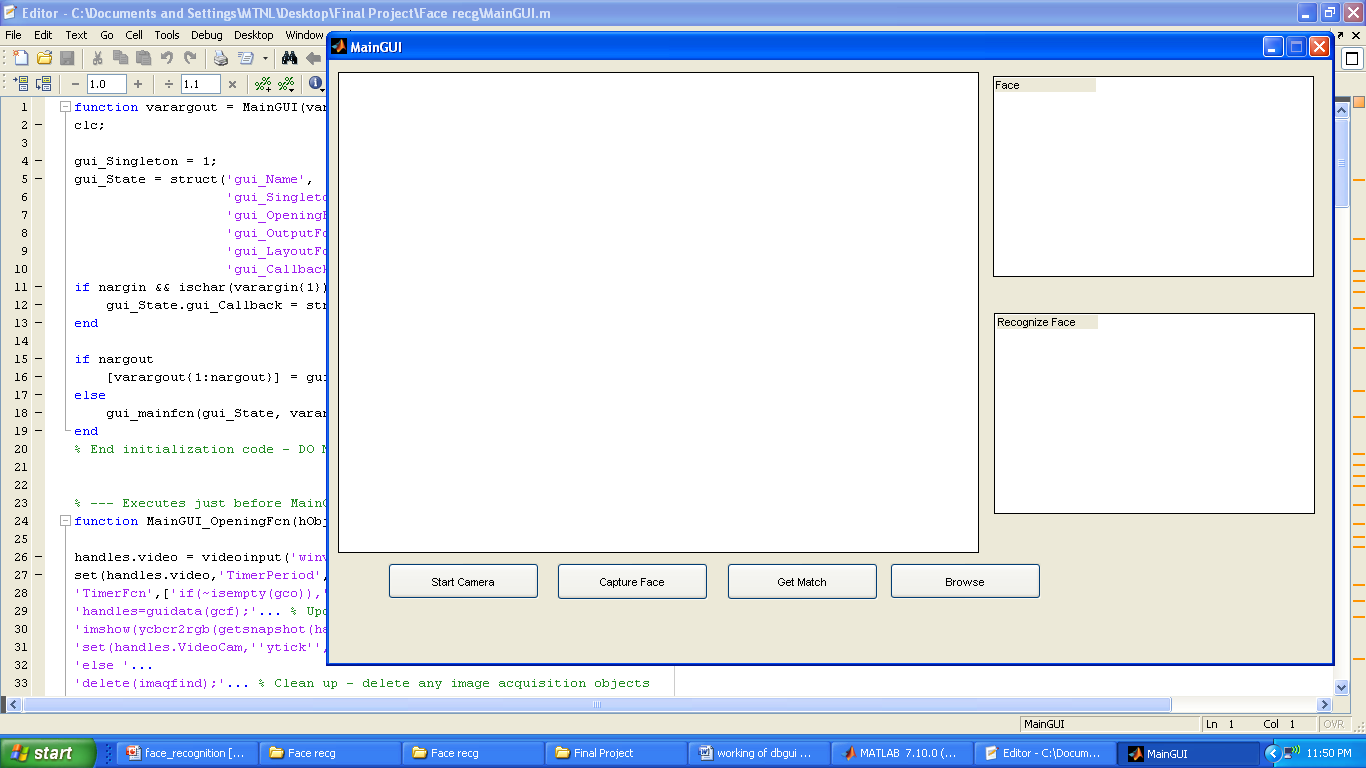 Editor - C:\Documents and Settings\MTNL\Desktop\Final Project\Face recg\MainGUI.m
File Edit Text Go Cell Tools Debug Desktop Window
1.0 1.1
MainGUI
Face
Recognize Face
Start Camera Capture Face Get Match Browse
1 function varargout = MainGUI(var
2 clc;
3
4 gui_Singleton = 1;
5 gui_State = struct('gui_Name',
6 'gui_Singleto
7 'gui_Opening
8 'gui_OutputFc
9 'gui_LayoutFc
10 'gui_Callback
11 if nargin && ischar(varargin{1})
12 gui_State.gui_Callback = str
13 end
14
15 if nargout
16 [varargout{1:nargout}] = gui
17 else
18 gui_mainfcn(gui_State, varar
19 end
20 % End initialization code - DO N
21
22
23 % --- Executes just before MainG
24 function MainGUI_OpeningFcn(hObj
25
26 handles.video = videoinput('winv
27 set(handles.video,'TimerPeriod',
28 'TimerFcn',['if(~isempty(gco)),'
29 'handles=guidata(gcf);'... % Upd
30 'imshow(ycbcr2rgb(getsnapshot(ha
31 'set(handles.VideoCam,''ytick'',
32 'else '...
33 'delete(imaqfind);'... % Clean up - delete any image acquisition objects
MainGUI Ln 1 Col 1 OVR
start face_recognition [... Face recg Face recg Final Project working of dbgui ... MATLAB 7.10.0 (... Editor - C:\Docum... MainGUI 11:50 PM